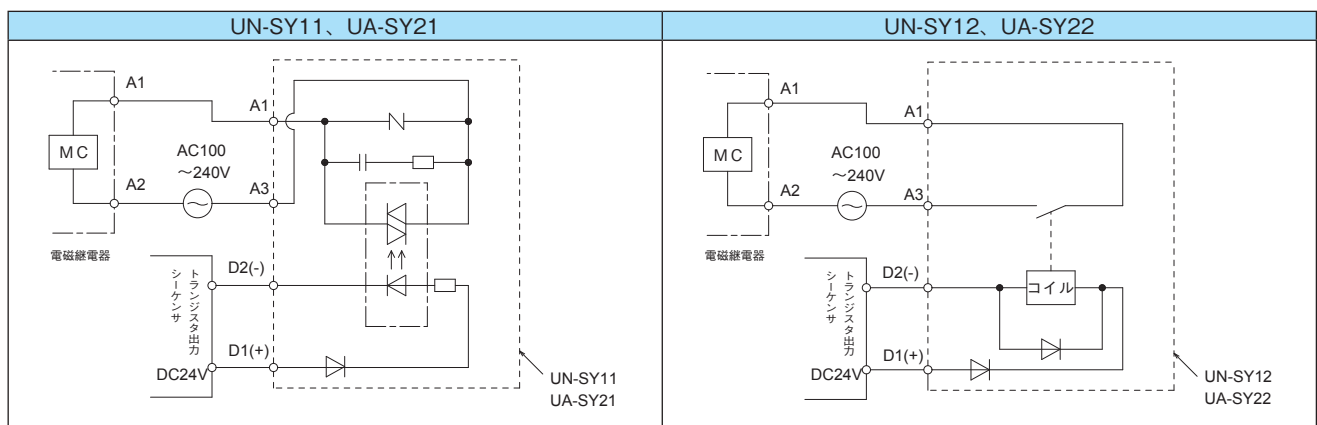 UN-SY11、UA-SY21
A1
A1
MC
AC100
～240V
A2
A3
電磁継電器
トランジスタ出力
シーケンサ
D2(-)
D1(+)
DC24V
UN-SY11
UA-SY21
UN-SY12、UA-SY22
A1
A1
MC
AC100
～240V
A2
A3
電磁継電器
トランジスタ出力
シーケンサ
D2(-)
コイル
D1(+)
DC24V
UN-SY12
UA-SY22